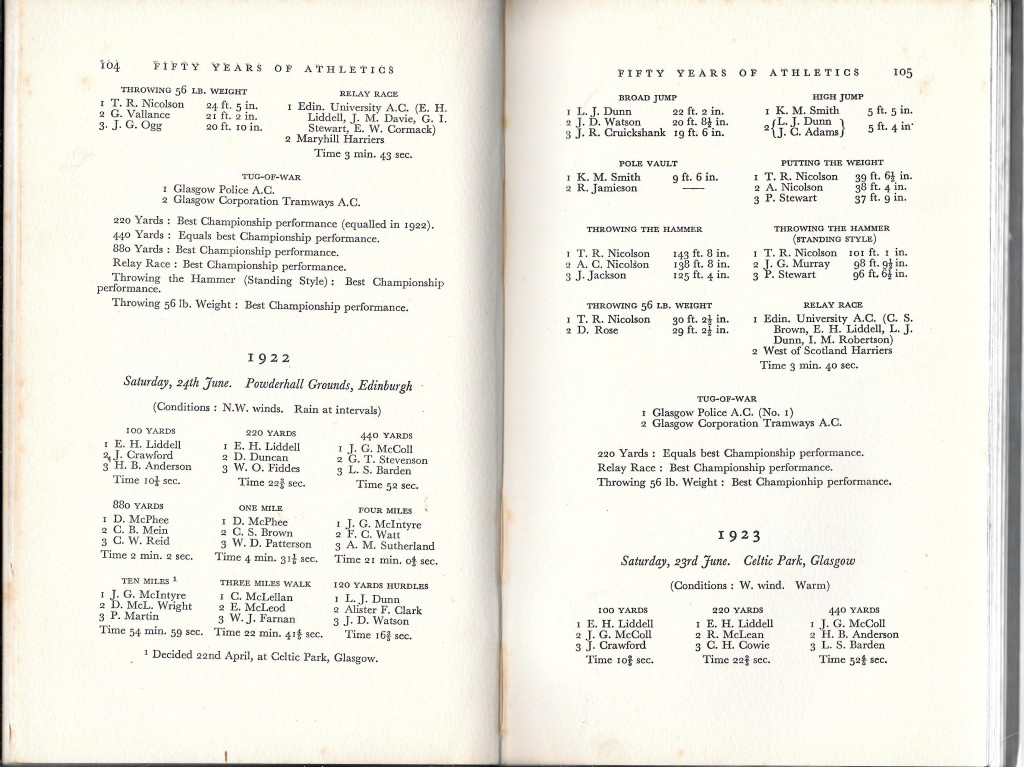 104 FIFTY YEARS OF ATHLETICS
THROWING 56 LB. WEIGHT
1 T. R. Nicolson 24 ft. 5 in.
2 G. Vallance 21 ft. 2 in.
3. J. G. Ogg 20 ft. 10 in.
RELAY RACE
1 Edin. University A.C. (E. H.
Liddell, J. M. Davie, G. I.
Stewart, E. W. Cormack)
2 Maryhill Harriers
Time 3 min. 43 sec.
TUG-OF-WAR
1 Glasgow Police A.C.
2 Glasgow Corporation Tramways A.C.
220 Yards : Best Championship performance (equalled in 1922).
440 Yards : Equals best Championship performance.
880 Yards : Best Championship performance.
Relay Race : Best Championship performance.
Throwing the Hammer (Standing Style) : Best Championship
performance.
Throwing 56 lb. Weight : Best Championship performance.
1922
Saturday, 24th June. Powderhall Grounds, Edinburgh
(Conditions : N.W. winds. Rain at intervals)
100 YARDS
1 E. H. Liddell
2 J. Crawford
3 H. B. Anderson
Time 10⅕ sec.
220 YARDS
1 E. H. Liddell
2 D. Duncan
3 W. O. Fiddes
Time 22⅗ sec.
440 YARDS
1 J. G. McColl
2 G. T. Stevenson
3 L. S. Barden
Time 52 sec.
880 YARDS
1 D. McPhee
2 C. B. Mein
3 C. W. Reid
Time 2 min. 2 sec.
ONE MILE
1 D. McPhee
2 C. S. Brown
3 W. D. Patterson
Time 4 min. 31⅕ sec.
FOUR MILES
1 J. G. McIntyre
2 F. C. Watt
3 A. M. Sutherland
Time 21 min. 0⅘ sec.
TEN MILES ¹
1 J. G. McIntyre
2 D. McL. Wright
3 P. Martin
Time 54 min. 59 sec.
THREE MILES WALK
1 C. McLellan
2 E. McLeod
3 W. J. Farnan
Time 22 min. 41⅘ sec.
120 YARDS HURDLES
1 L. J. Dunn
2 Alister F. Clark
3 J. D. Watson
Time 16⅗ sec.
¹ Decided 22nd April, at Celtic Park, Glasgow.
FIFTY YEARS OF ATHLETICS 105
BROAD JUMP
1 L. J. Dunn 22 ft. 2 in.
2 J. D. Watson 20 ft. 8½ in.
3 J. R. Cruickshank 19 ft. 6 in.
HIGH JUMP
1 K. M. Smith 5 ft. 5 in.
2 {L. J. Dunn
J. C. Adams} 5 ft. 4 in.
POLE VAULT
1 K. M. Smith 9 ft. 6 in.
2 R. Jamieson ——
PUTTING THE WEIGHT
1 T. R. Nicolson 39 ft. 6½ in.
2 A. Nicolson 38 ft. 4 in.
3 P. Stewart 37 ft. 9 in.
THROWING THE HAMMER
1 T. R. Nicolson 143 ft. 8 in.
2 A. C. Nicolson 138 ft. 8 in.
3 J. Jackson 125 ft. 4 in.
THROWING THE HAMMER
(STANDING STYLE)
1 T. R. Nicolson 101 ft. 1 in.
2 J. G. Murray 98 ft. 9½ in.
3 P. Stewart 96 ft. 6½ in.
THROWING 56 LB. WEIGHT
1 T. R. Nicolson 30 ft. 2½ in.
2 D. Rose 29 ft. 2½ in.
RELAY RACE
1 Edin. University A.C. (C. S.
Brown, E. H. Liddell, L. J.
Dunn, I. M. Robertson)
2 West of Scotland Harriers
Time 3 min. 40 sec.
TUG-OF-WAR
1 Glasgow Police A.C. (No. 1)
2 Glasgow Corporation Tramways A.C.
220 Yards : Equals best Championship performance.
Relay Race : Best Championship performance.
Throwing 56 lb. Weight : Best Championhip performance.
1923
Saturday, 23rd June. Celtic Park, Glasgow
(Conditions : W. wind. Warm)
100 YARDS
1 E. H. Liddell
2 J. G. McColl
3 J. Crawford
Time 10⅖ sec.
220 YARDS
1 E. H. Liddell
2 R. McLean
3 C. H. Cowie
Time 22⅖ sec.
440 YARDS
1 J. G. McColl
2 H. B. Anderson
3 L. S. Barden
Time 52⅘ sec.